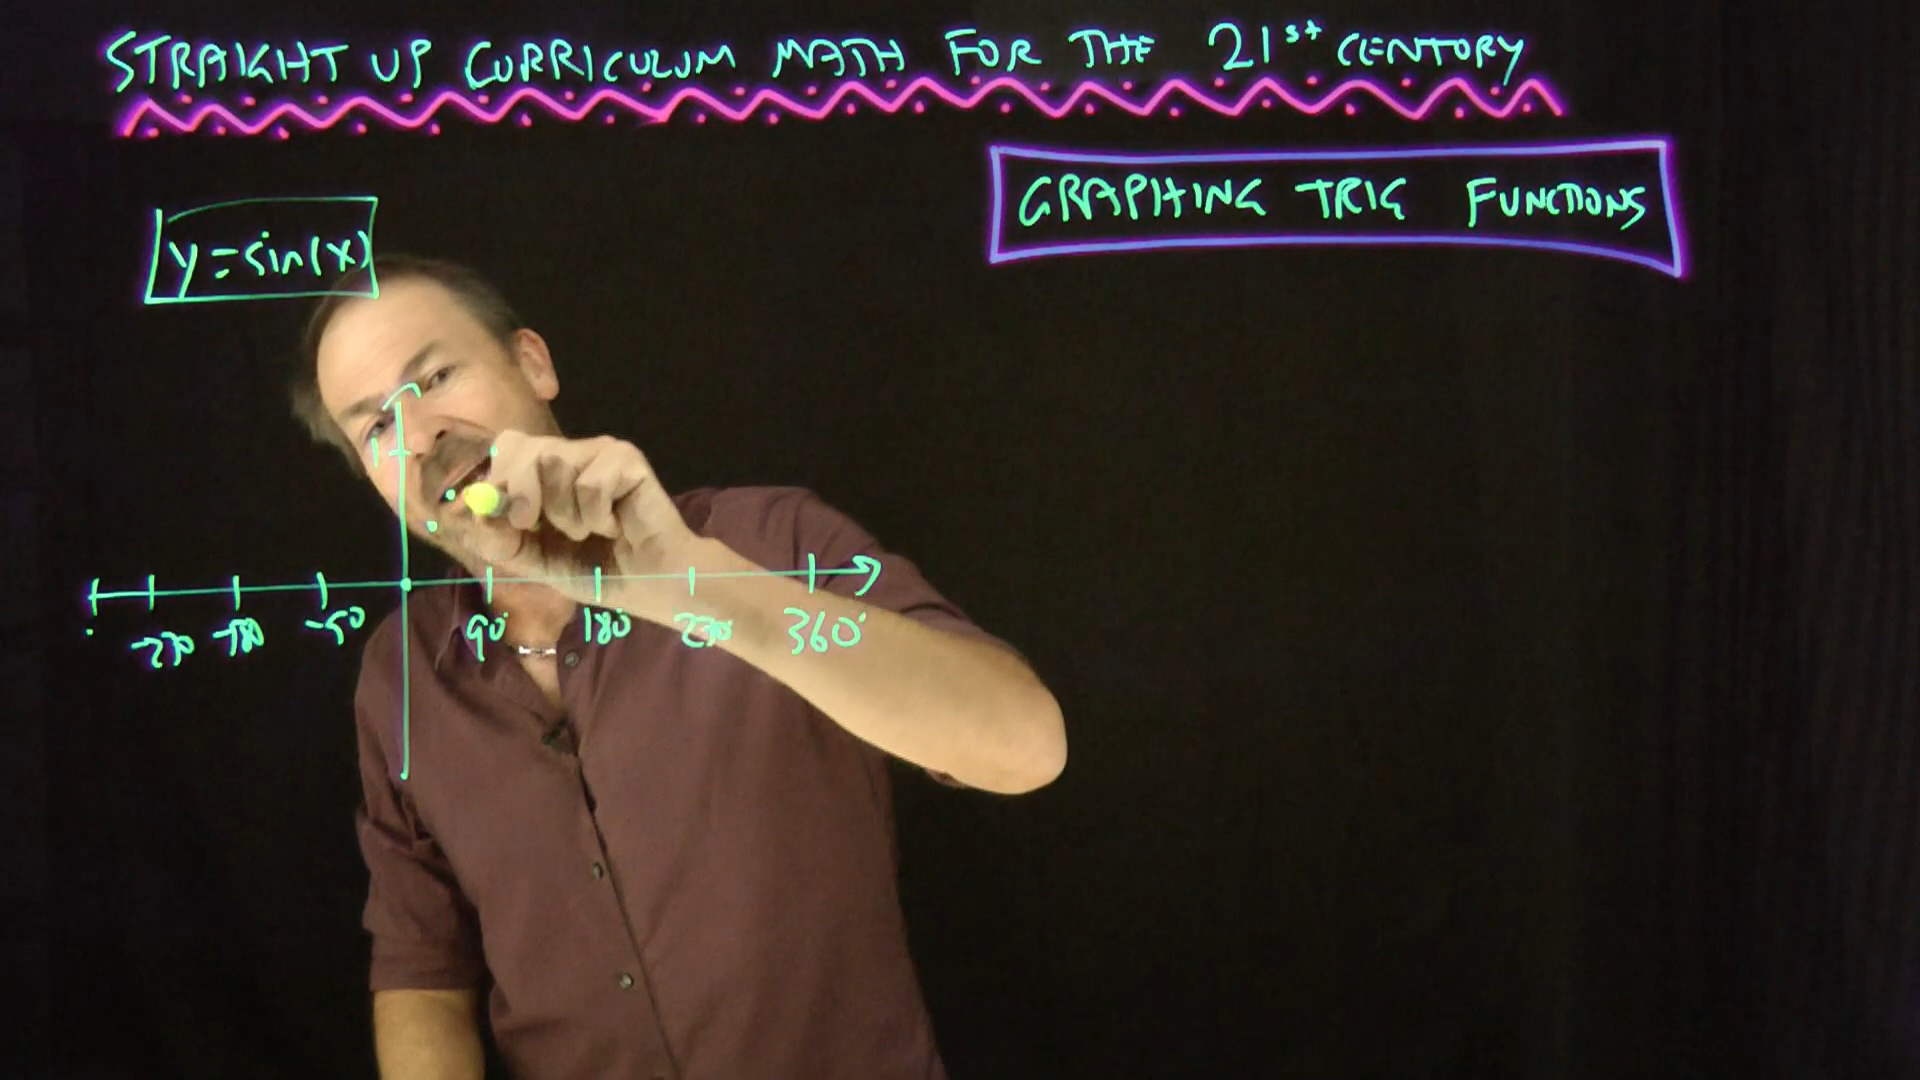 STRAIGHT UP CURRICULUM MATH FOR THE 21st CENTURY
GRAPHING TRIG FUNCTIONS
y=sin(x)
1
-270 -180 -90 90° 180° 270° 360°